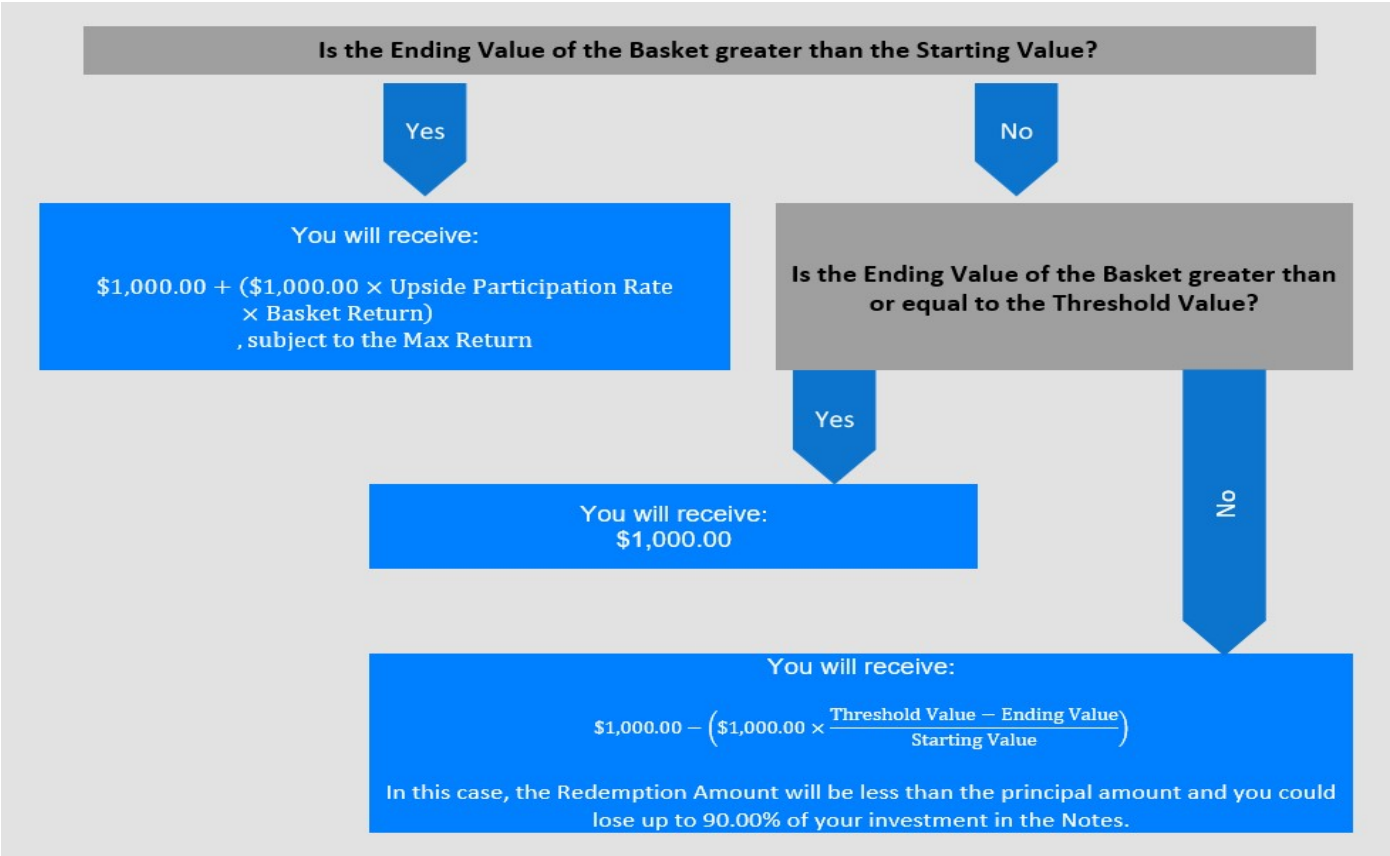 Is the Ending Value of the Basket greater than the Starting Value?
Yes
No
You will receive:
$1,000.00 + ($1,000.00 × Upside Participation Rate
× Basket Return)
, subject to the Max Return
Is the Ending Value of the Basket greater than
or equal to the Threshold Value?
Yes
No
You will receive:
$1,000.00
You will receive:
$1,000.00 − ($1,000.00 × Threshold Value − Ending Value
Starting Value)
In this case, the Redemption Amount will be less than the principal amount and you could
lose up to 90.00% of your investment in the Notes.